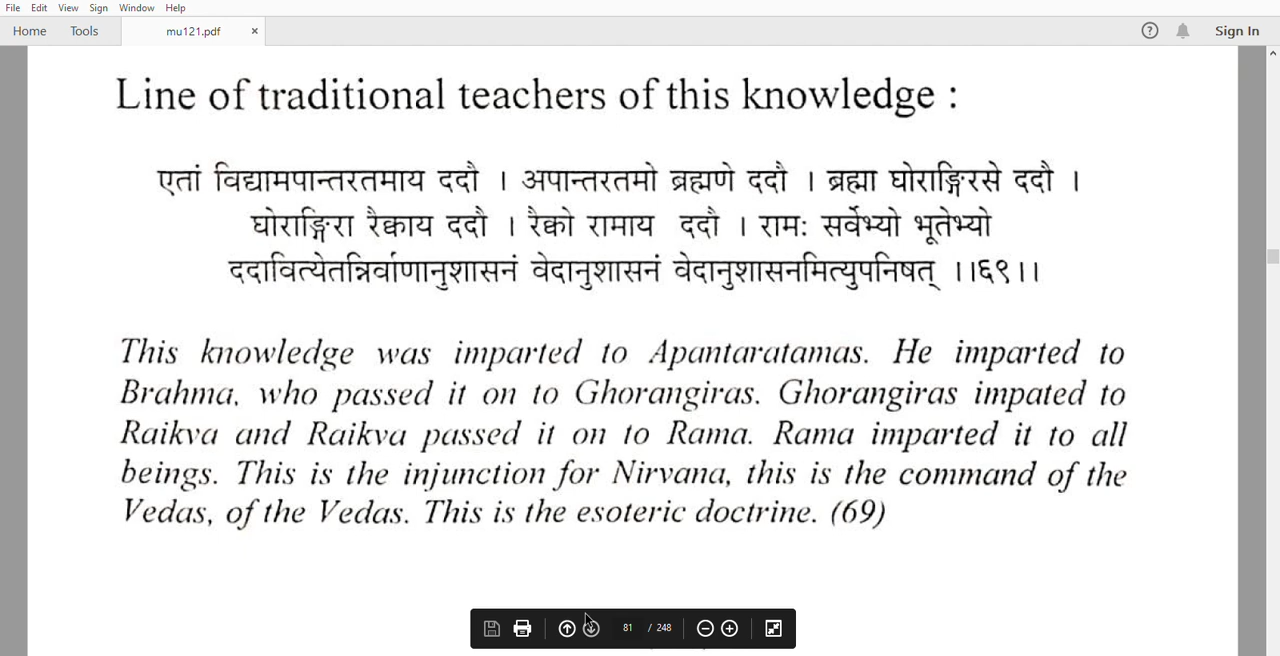 File Edit View Sign Window Help
Home Tools mu121.pdf × ? Sign In
Line of traditional teachers of this knowledge :
एतां विद्यामपान्तरतमाय ददौ । अपान्तरतमो ब्रह्मणे ददौ । ब्रह्मा घोराङ्गिरसे ददौ ।
घोराङ्गिरा रैक्वाय ददौ । रैक्वो रामाय ददौ । रामः सर्वेभ्यो भूतेभ्यो
ददावित्येतन्निर्वाणानुशासनं वेदानुशासनं वेदानुशासनमित्युपनिषत् ।।६९।।
This knowledge was imparted to Apantaratamas. He imparted to
Brahma, who passed it on to Ghorangiras. Ghorangiras impated to
Raikva and Raikva passed it on to Rama. Rama imparted it to all
beings. This is the injunction for Nirvana, this is the command of the
Vedas, of the Vedas. This is the esoteric doctrine. (69)
81 / 248